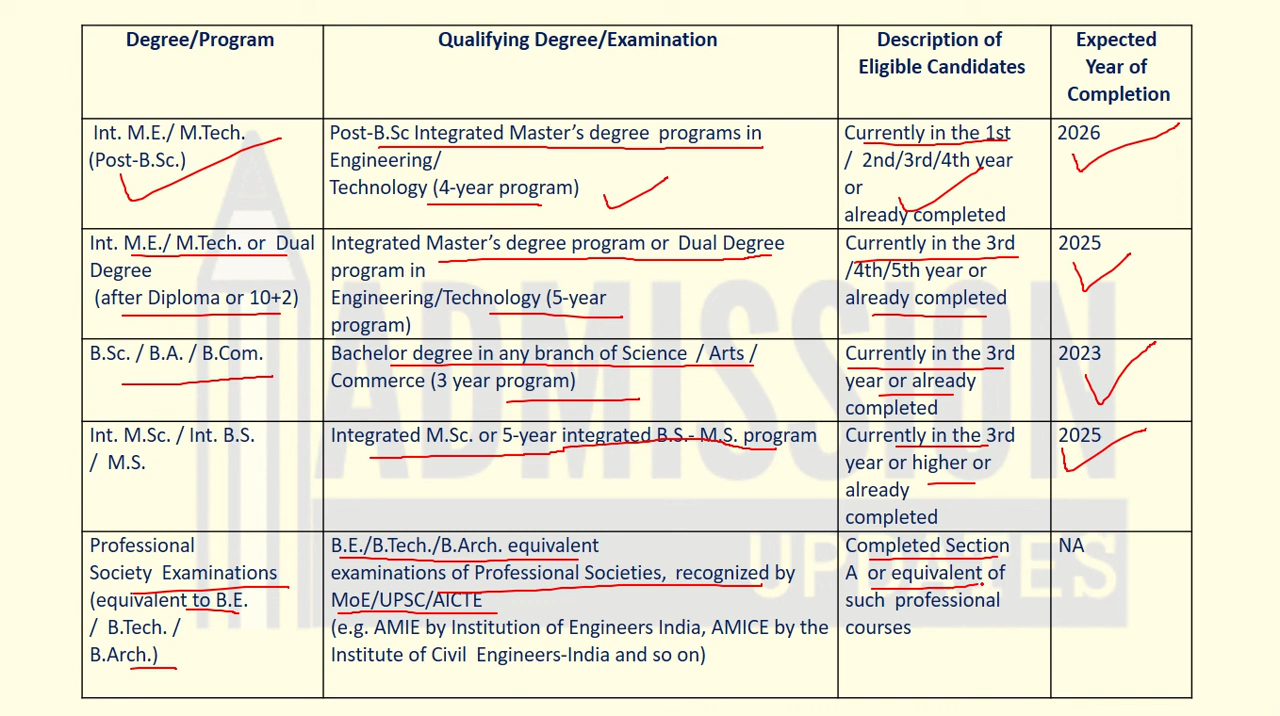 Degree/Program
Qualifying Degree/Examination
Description of
Eligible Candidates
Expected
Year of
Completion
Int. M.E./ M.Tech.
(Post-B.Sc.)
Post-B.Sc Integrated Master's degree programs in
Engineering/
Technology (4-year program)
Currently in the 1st
/ 2nd/3rd/4th year
or
already completed
2026
Int. M.E./ M.Tech. or Dual
Degree
(after Diploma or 10+2)
Integrated Master's degree program or Dual Degree
program in
Engineering/Technology (5-year
program)
Currently in the 3rd
/4th/5th year or
already completed
2025
B.Sc. / B.A. / B.Com.
Bachelor degree in any branch of Science / Arts /
Commerce (3 year program)
Currently in the 3rd
year or already
completed
2023
Int. M.Sc. / Int. B.S.
/ M.S.
Integrated M.Sc. or 5-year integrated B.S.- M.S. program
Currently in the 3rd
year or higher or
already
completed
2025
Professional
Society Examinations
(equivalent to B.E.
/ B.Tech. /
B.Arch.)
B.E./B.Tech./B.Arch. equivalent
examinations of Professional Societies, recognized by
MoE/UPSC/AICTE
(e.g. AMIE by Institution of Engineers India, AMICE by the
Institute of Civil Engineers-India and so on)
Completed Section
A or equivalent of
such professional
courses
NA
ADMISSION
UPDATES